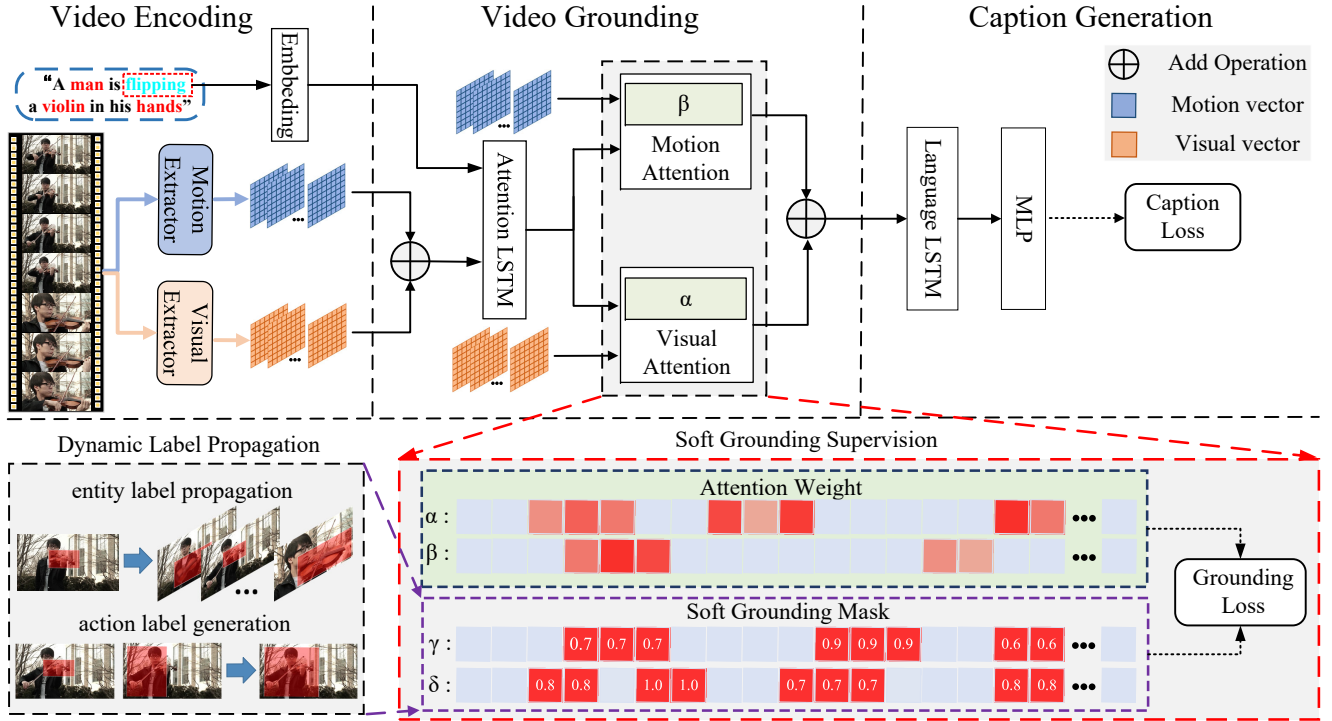 Video Encoding
Video Grounding
Caption Generation
“A man is flipping
a violin in his hands”
Embbeding
Motion
Extractor
Visual
Extractor
...
...
Attention LSTM
...
...
β
Motion
Attention
α
Visual
Attention
Language LSTM
MLP
Caption
Loss
Add Operation
Motion vector
Visual vector
Dynamic Label Propagation
entity label propagation
...
action label generation
Soft Grounding Supervision
Attention Weight
α : ...
β : ...
Soft Grounding Mask
γ : 0.7 0.7 0.7 0.9 0.9 0.9 0.6 0.6 ...
δ : 0.8 0.8 1.0 1.0 0.7 0.7 0.7 0.8 0.8 ...
Grounding
Loss